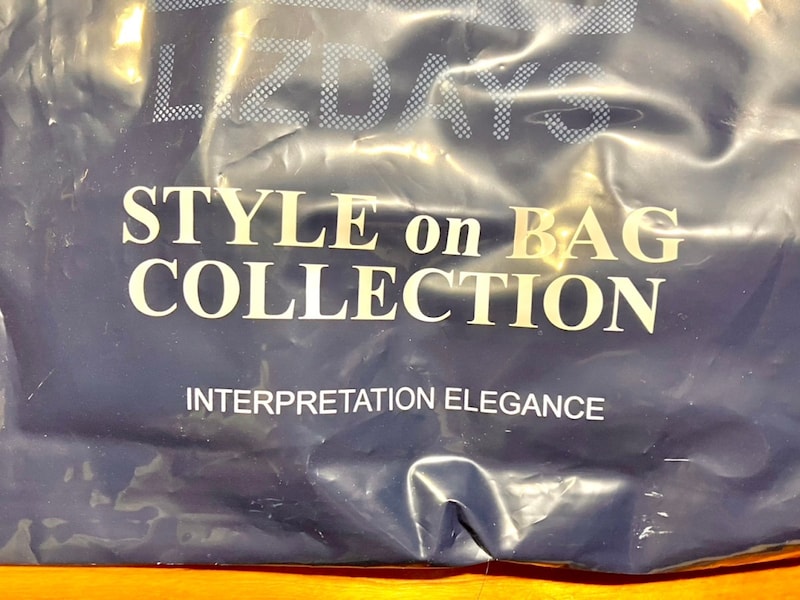 LIZDAYS
STYLE on BAG
COLLECTION
INTERPRETATION ELEGANCE